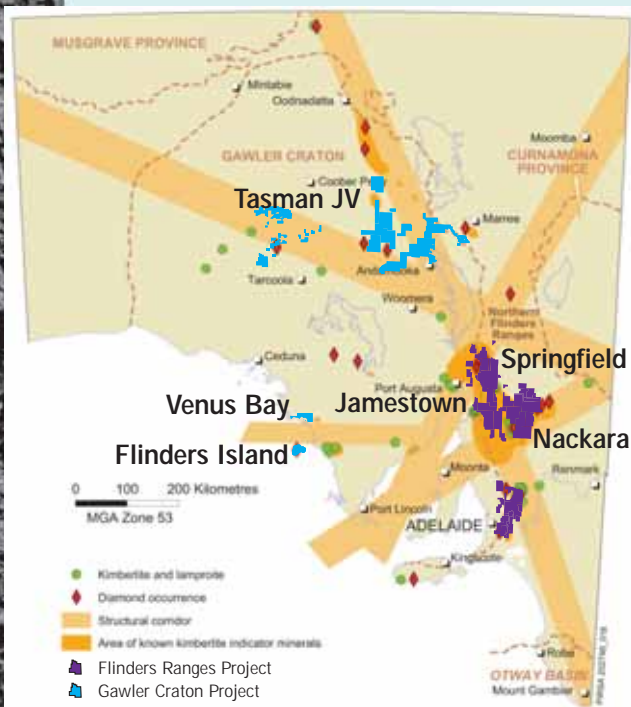 MUSGRAVE PROVINCE
Mintabie
Oodnadatta
Moomba
GAWLER CRATON
CURNAMONA
PROVINCE
Coober
Tasman JV
Marree
Andamooka
Tarcoola
Woomera
Northern
Flinders
Ranges
Springfield
Ceduna
Port Augusta
Jamestown
Venus Bay
Nackara
Flinders Island
Moonta
Renmark
0 100 200 Kilometres
MGA Zone 53
Port Lincoln
ADELAIDE
Kingscote
Kimberlite and lamproite
Diamond occurrence
Structural corridor
Area of known kimberlite indicator minerals
Robe
Flinders Ranges Project
OTWAY BASIN
Gawler Craton Project
Mount Gambier